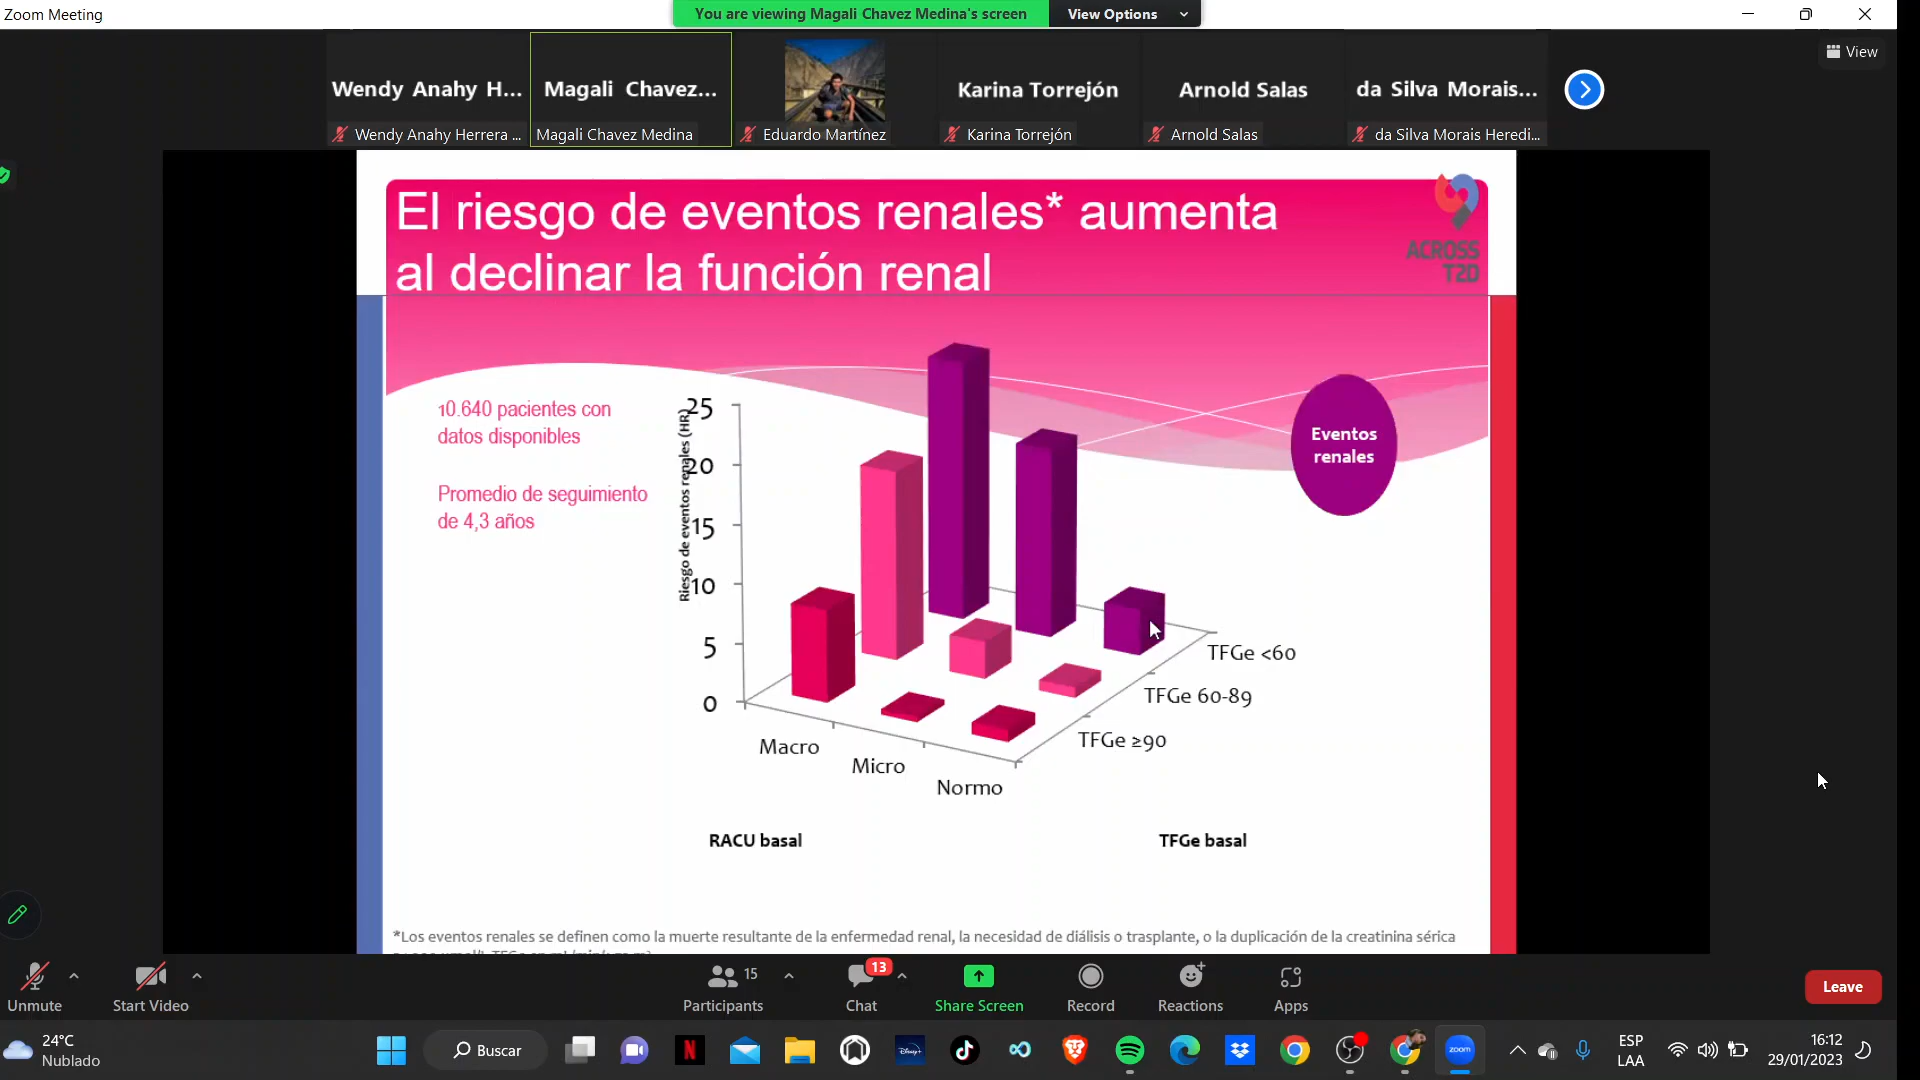 Zoom Meeting
You are viewing Magali Chavez Medina's screen
View Options
View
Wendy Anahy H...
Magali Chavez...
Karina Torrejón
Arnold Salas
da Silva Morais...
Wendy Anahy Herrera ...
Magali Chavez Medina
Eduardo Martínez
Karina Torrejón
Arnold Salas
da Silva Morais Heredi...
El riesgo de eventos renales* aumenta
al declinar la función renal
ACROSS
T2D
10.640 pacientes con
datos disponibles
Promedio de seguimiento
de 4,3 años
Riesgo de eventos renales (HR)
25
20
15
10
5
0
Eventos
renales
TFGe <60
TFGe 60-89
TFGe ≥90
Macro
Micro
Normo
RACU basal
TFGe basal
*Los eventos renales se definen como la muerte resultante de la enfermedad renal, la necesidad de diálisis o trasplante, o la duplicación de la creatinina sérica
Unmute
Start Video
15
Participants
13
Chat
Share Screen
Record
Reactions
Apps
Leave
24°C
Nublado
Buscar
N
Disney+
zoom
ESP
LAA
16:12
29/01/2023